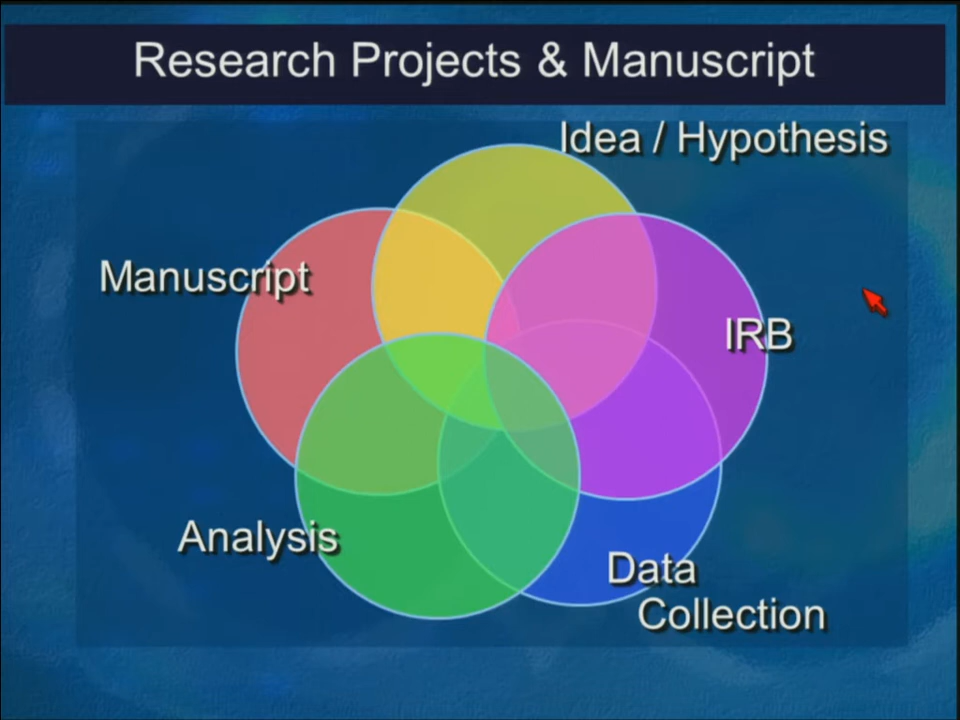 Research Projects & Manuscript
Idea / Hypothesis
Manuscript
IRB
Analysis
Data
Collection